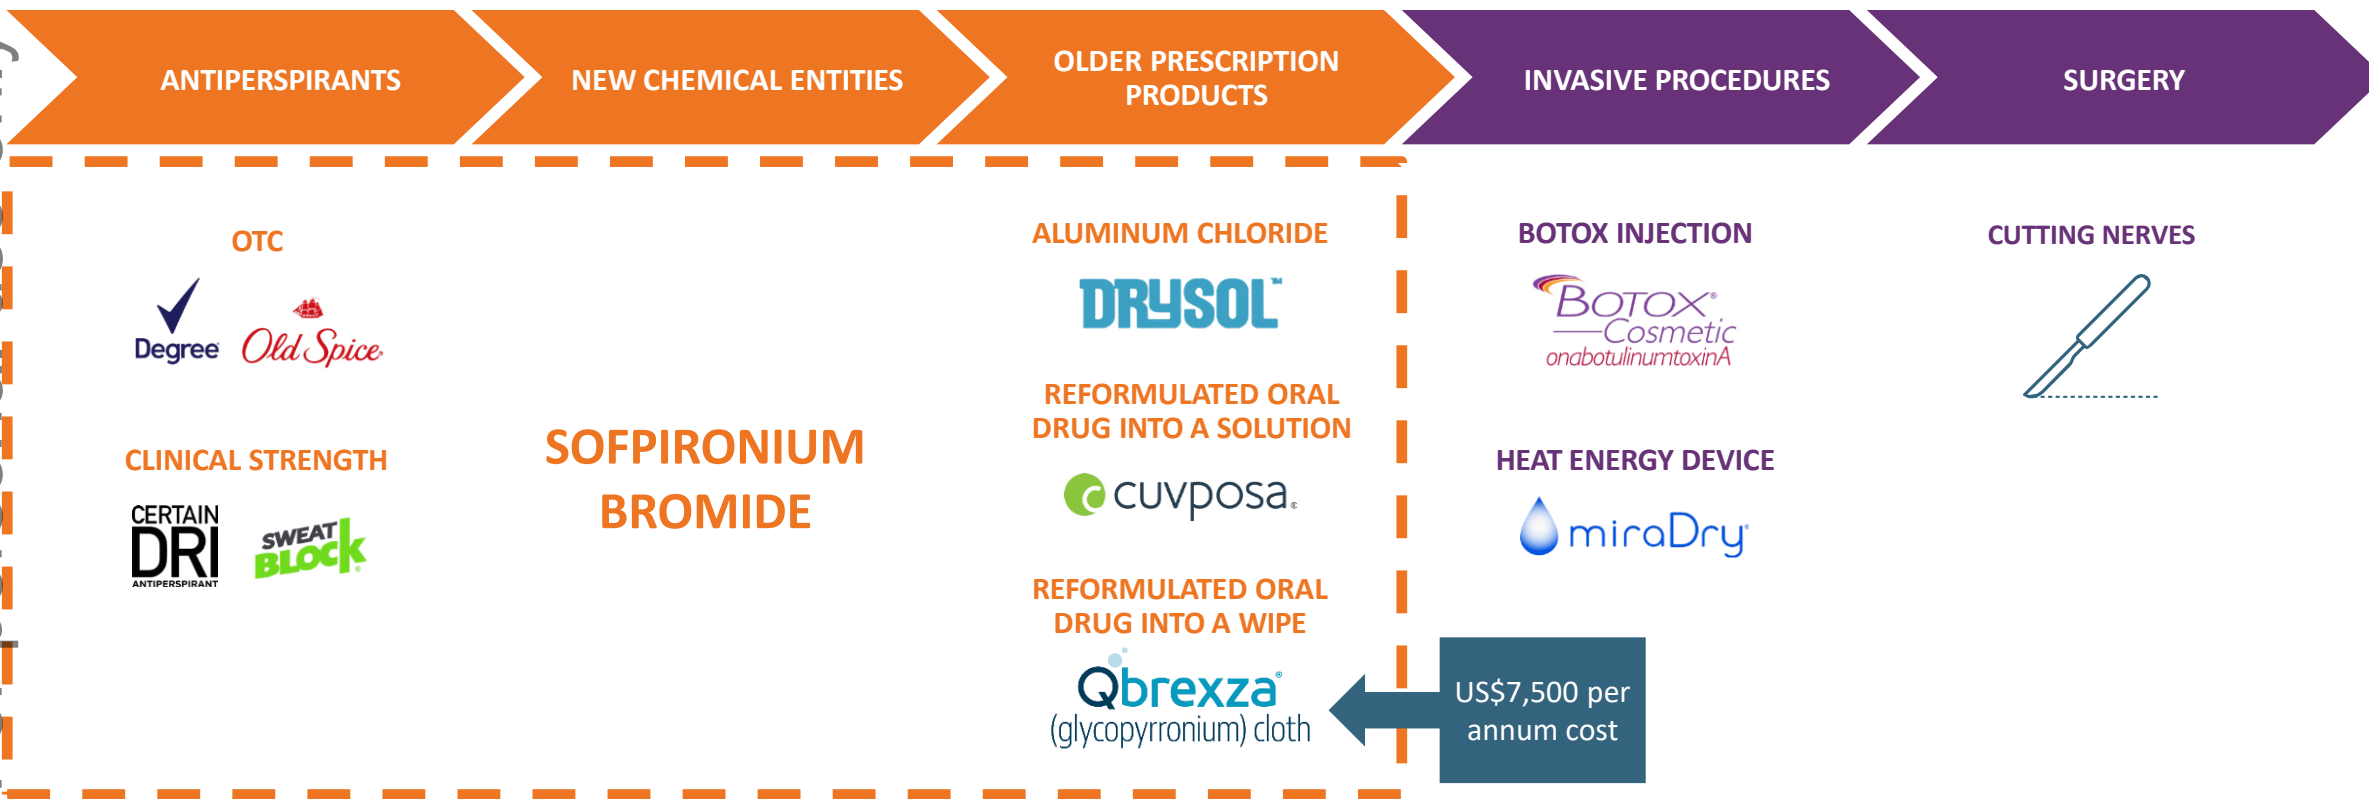 ANTIPERSPIRANTS
NEW CHEMICAL ENTITIES
OLDER PRESCRIPTION
PRODUCTS
INVASIVE PROCEDURES
SURGERY
OTC
Degree
Old Spice
CLINICAL STRENGTH
CERTAIN
DRI
ANTIPERSPIRANT
SWEAT
BLOCK
SOFPIRONIUM
BROMIDE
ALUMINUM CHLORIDE
DRYSOL™
REFORMULATED ORAL
DRUG INTO A SOLUTION
cuvposa®
REFORMULATED ORAL
DRUG INTO A WIPE
Qbrexza®
(glycopyrronium) cloth
US$7,500 per
annum cost
BOTOX INJECTION
BOTOX®
Cosmetic
onabotulinumtoxinA
HEAT ENERGY DEVICE
miraDry
CUTTING NERVES